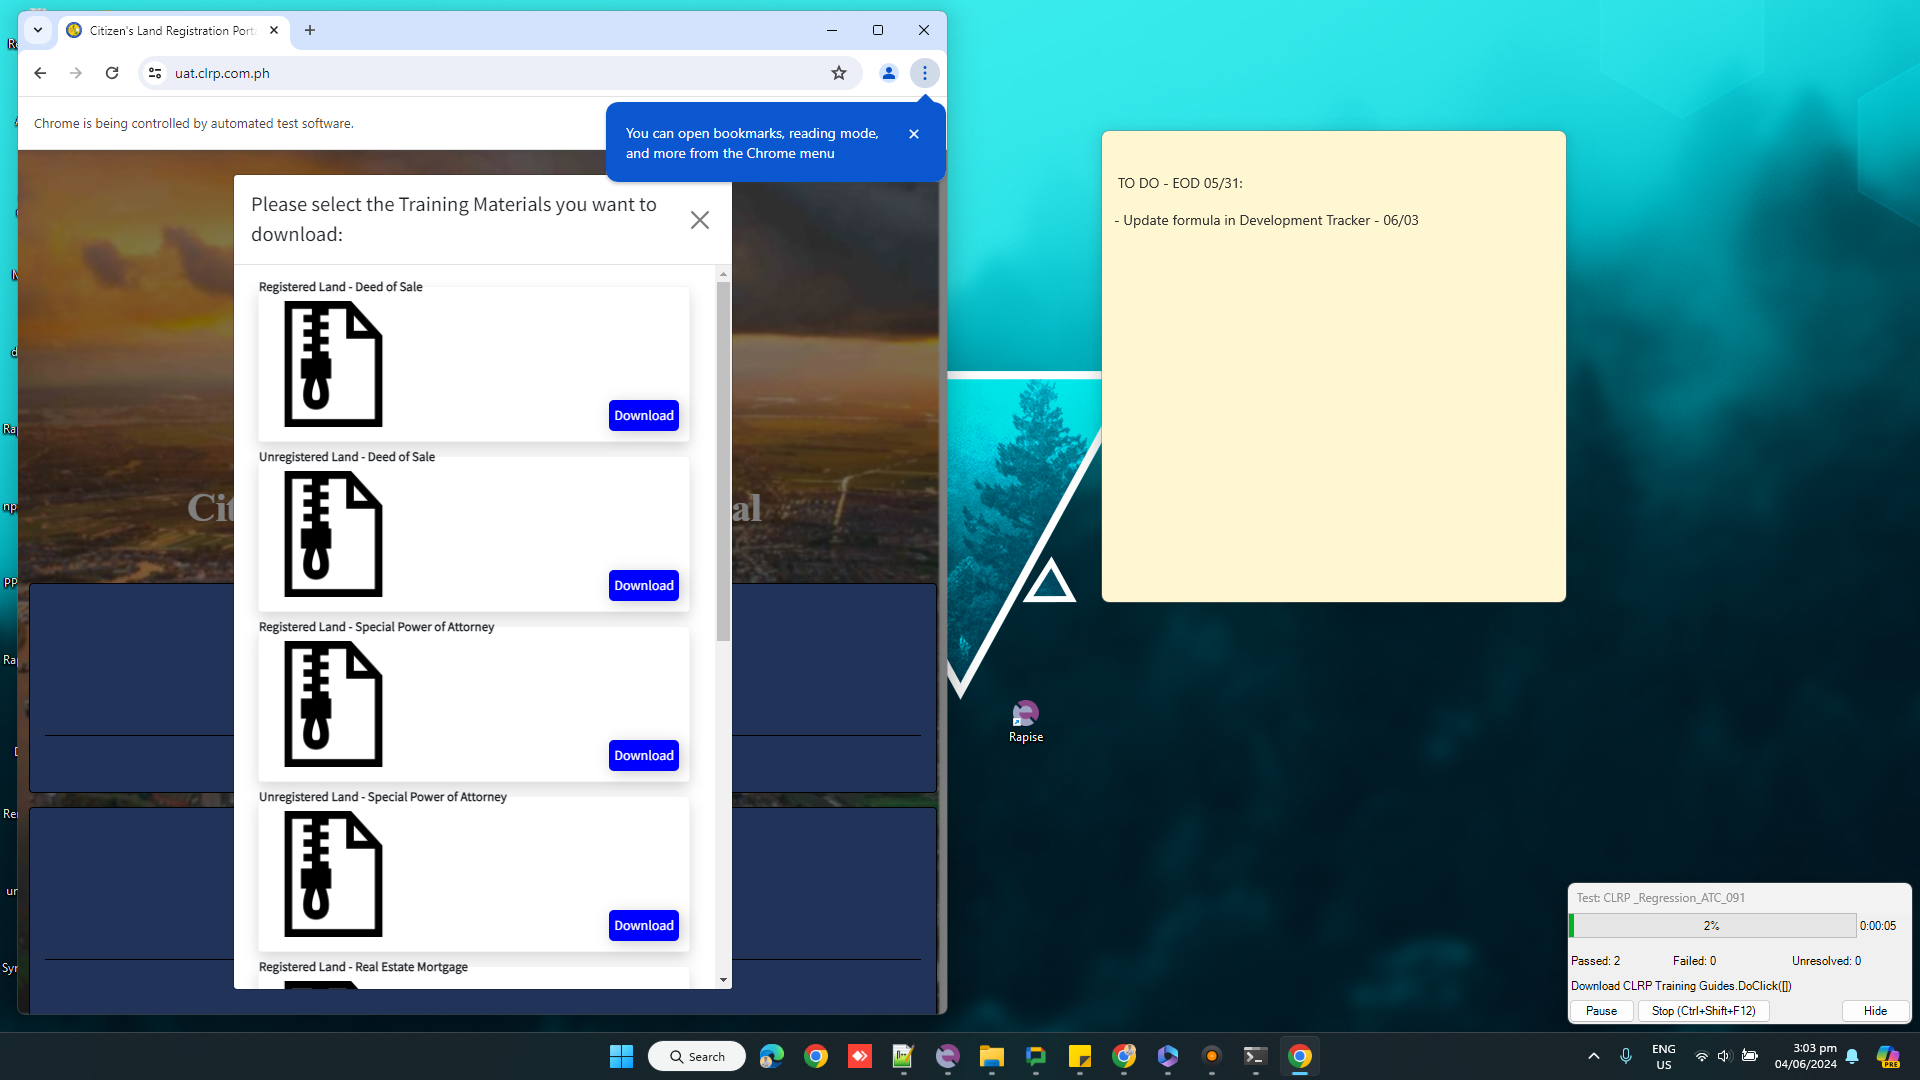 Citizen's Land Registration Port
uat.clrp.com.ph
Chrome is being controlled by automated test software.
You can open bookmarks, reading mode,
and more from the Chrome menu
Please select the Training Materials you want to
download:
Registered Land - Deed of Sale
Download
Unregistered Land - Deed of Sale
Download
Registered Land - Special Power of Attorney
Download
Unregistered Land - Special Power of Attorney
Download
Registered Land - Real Estate Mortgage
TO DO - EOD 05/31:
- Update formula in Development Tracker - 06/03
Rapise
Test: CLRP _Regression_ATC_091
2%
0:00:05
Passed: 2
Failed: 0
Unresolved: 0
Download CLRP Training Guides.DoClick([])
Pause
Stop (Ctrl+Shift+F12)
Hide
Search
ENG
US
3:03 pm
04/06/2024
PRE